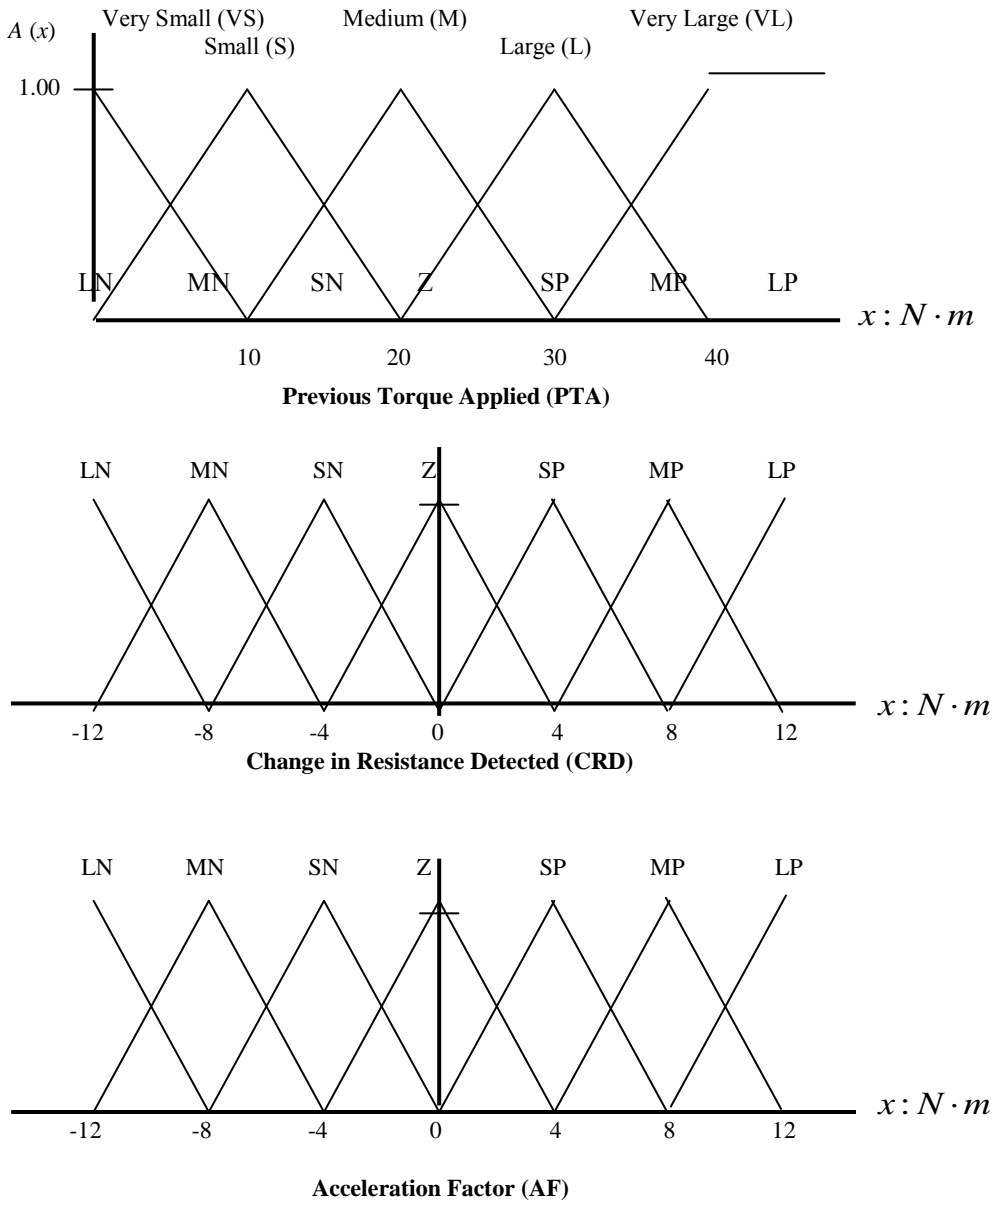 Very Small (VS) Medium (M) Very Large (VL)
A (x)
Small (S) Large (L)
1.00
LN MN SN Z SP MP LP
x : N · m
10 20 30 40
Previous Torque Applied (PTA)
LN MN SN Z SP MP LP
x : N · m
-12 -8 -4 0 4 8 12
Change in Resistance Detected (CRD)
LN MN SN Z SP MP LP
x : N · m
-12 -8 -4 0 4 8 12
Acceleration Factor (AF)